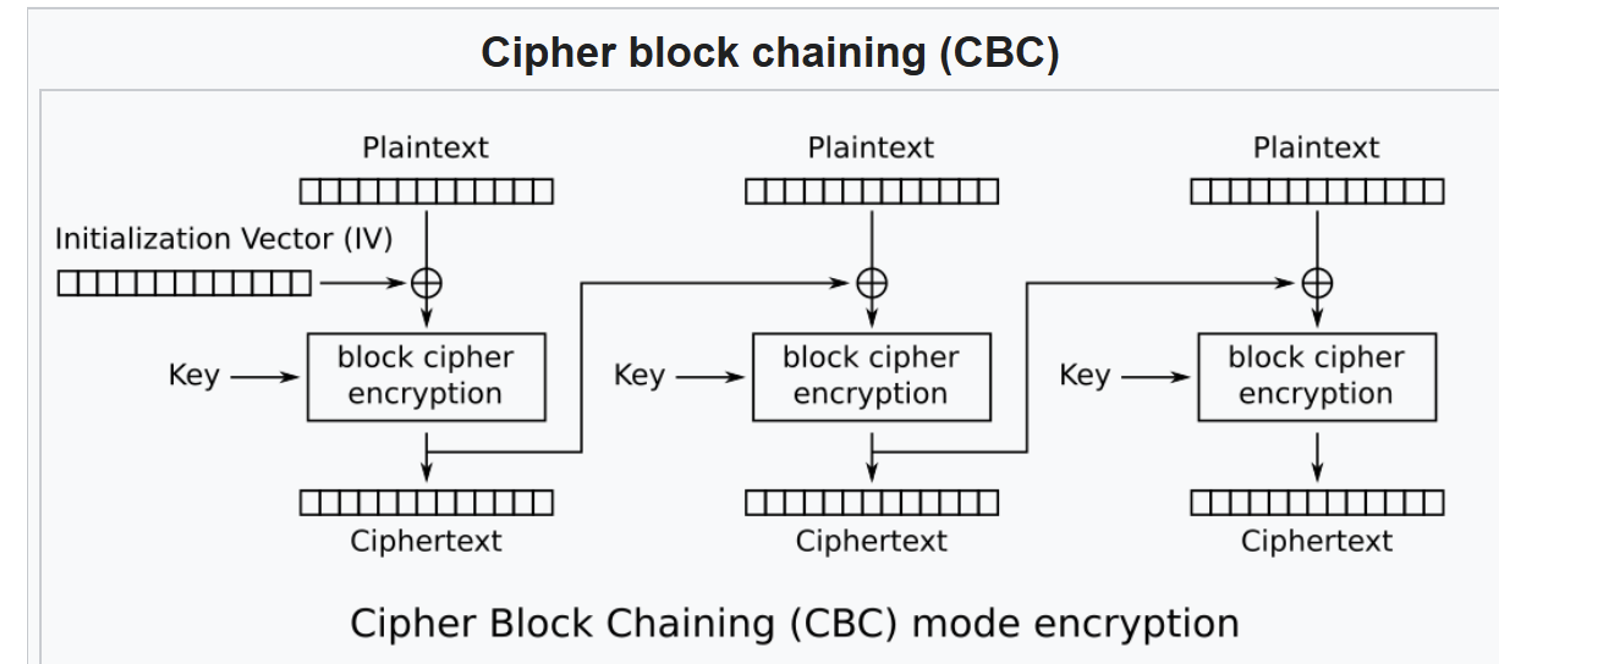 Cipher block chaining (CBC)
Plaintext
Plaintext
Plaintext
Initialization Vector (IV)
Key
block cipher
encryption
Key
block cipher
encryption
Key
block cipher
encryption
Ciphertext
Ciphertext
Ciphertext
Cipher Block Chaining (CBC) mode encryption